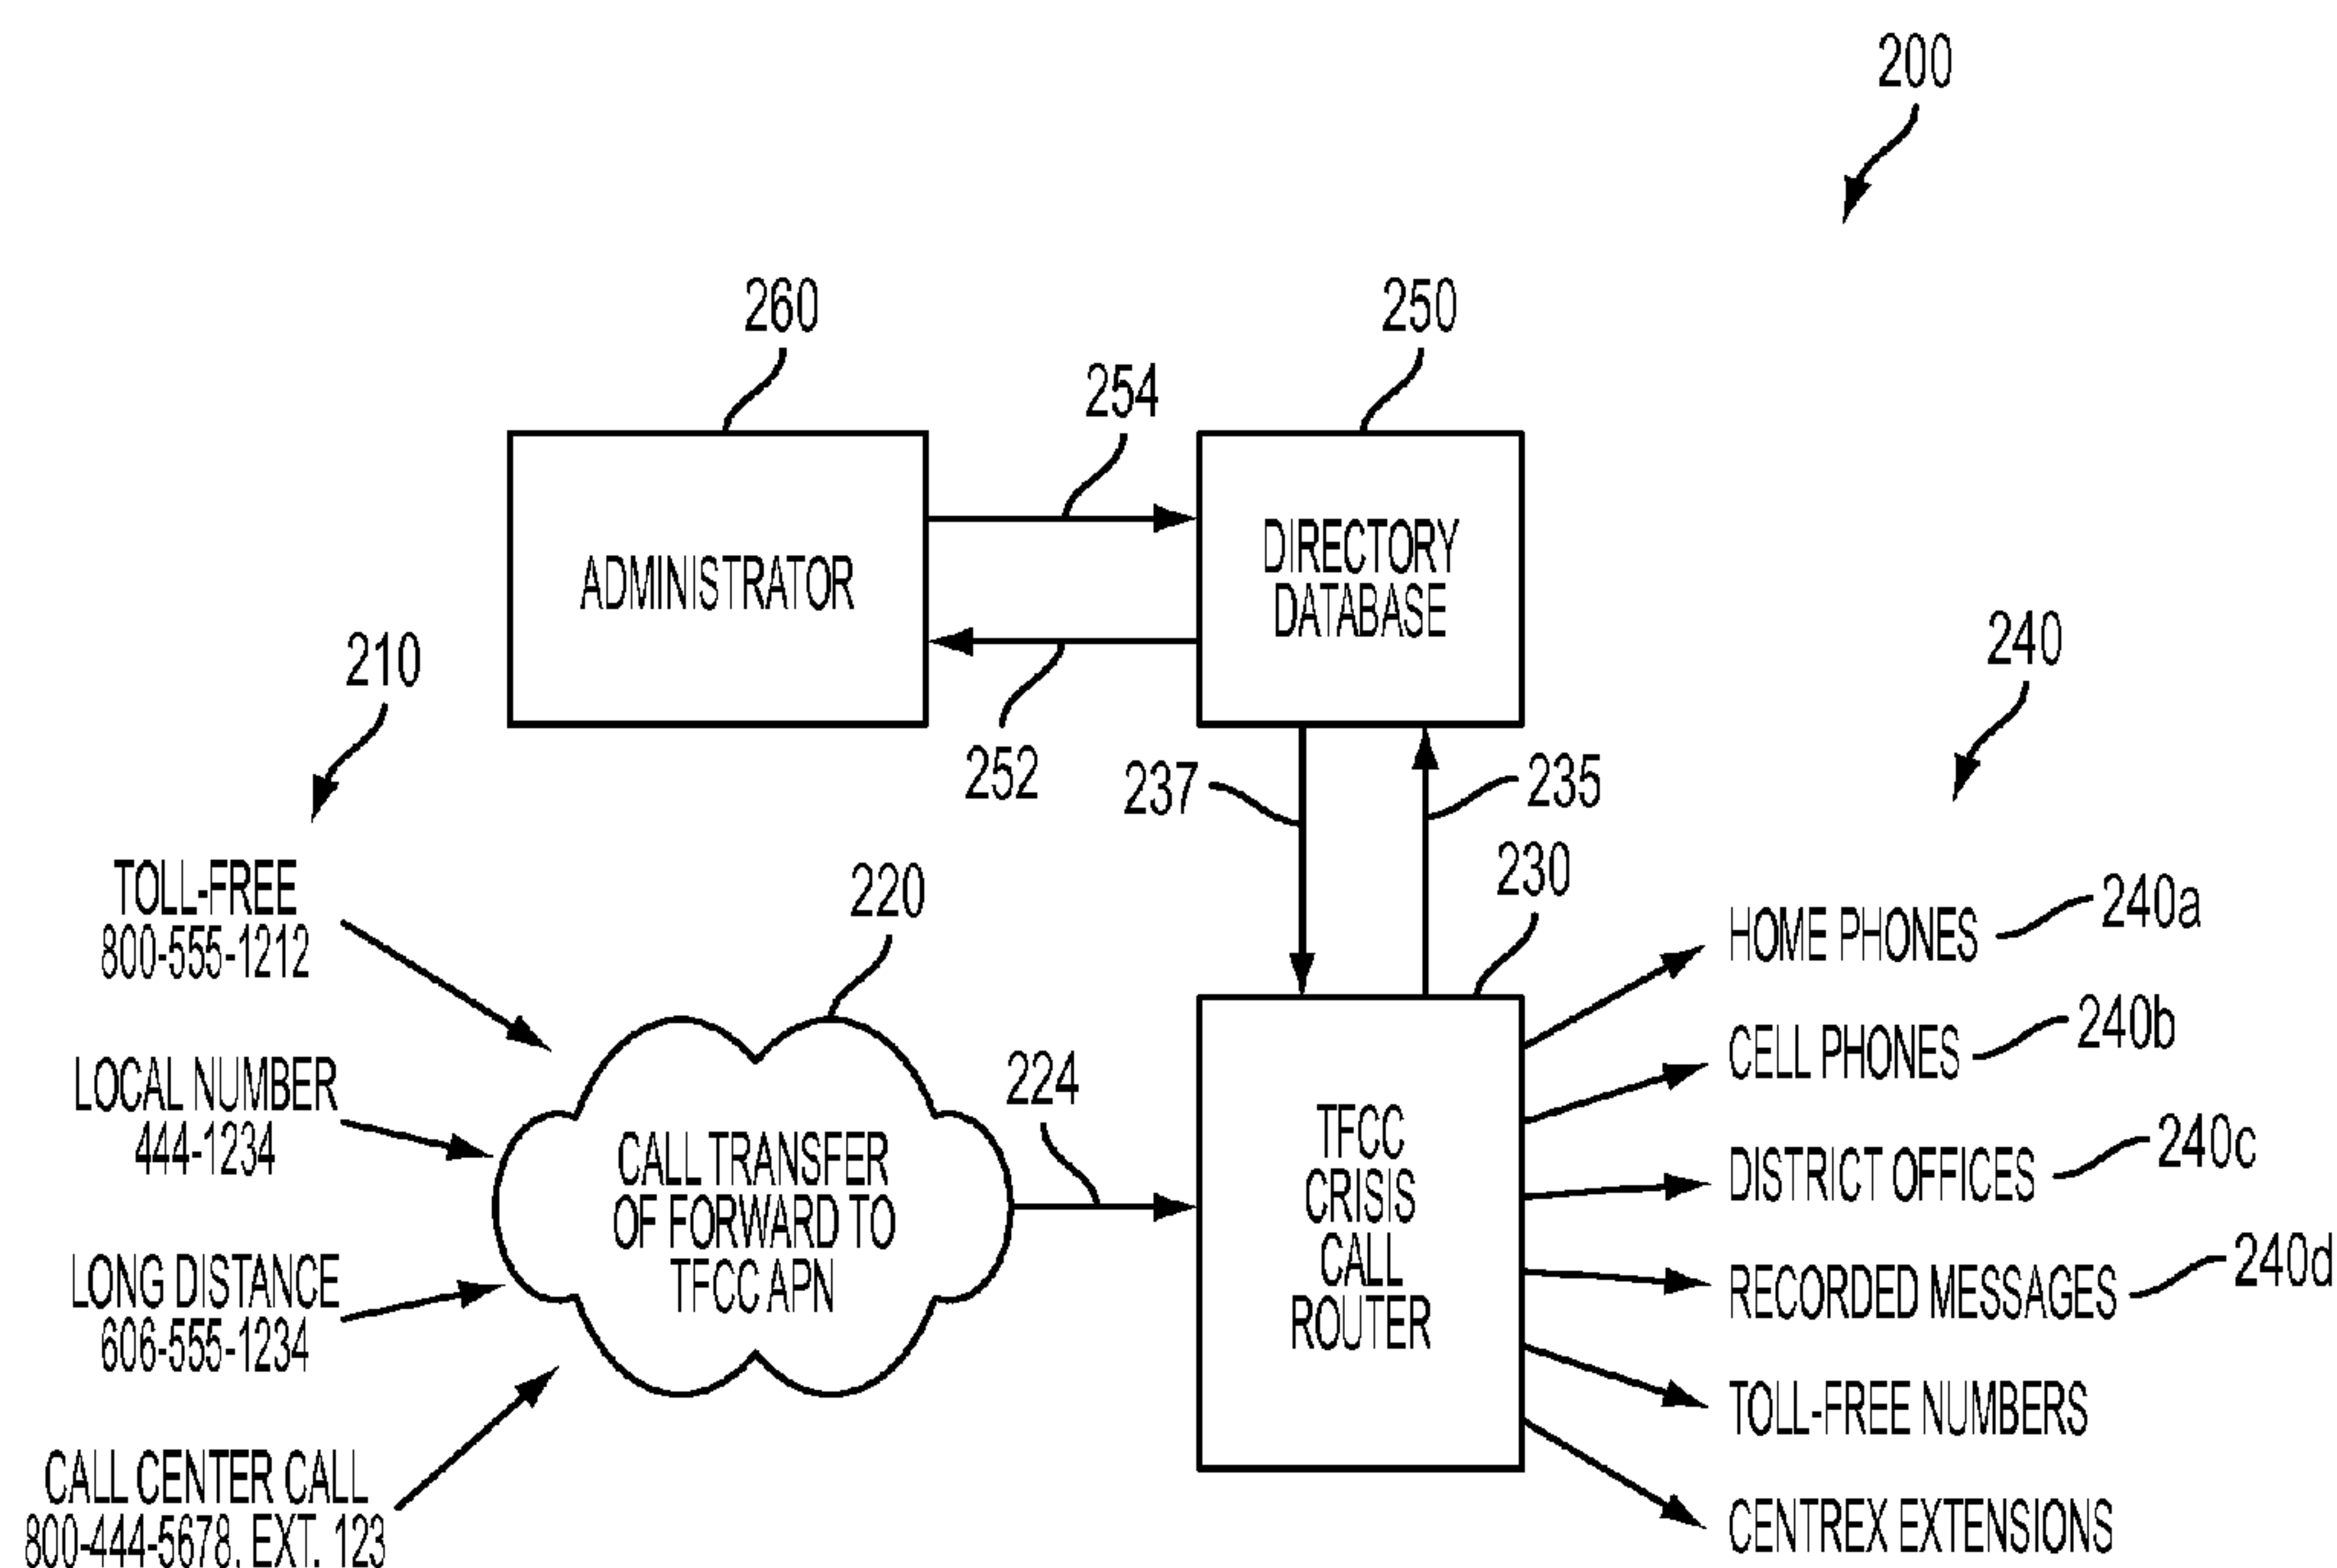 200
260
250
254
ADMINISTRATOR
DIRECTORY
DATABASE
252
237
235
210
240
230
220
224
TOLL-FREE
800-555-1212
LOCAL NUMBER
444-1234
LONG DISTANCE
606-555-1234
CALL CENTER CALL
800-444-5678. EXT. 123
CALL TRANSFER
OF FORWARD TO
TFCC APN
TFCC
CRISIS
CALL
ROUTER
HOME PHONES
240a
CELL PHONES
240b
DISTRICT OFFICES
240c
RECORDED MESSAGES
240d
TOLL-FREE NUMBERS
CENTREX EXTENSIONS